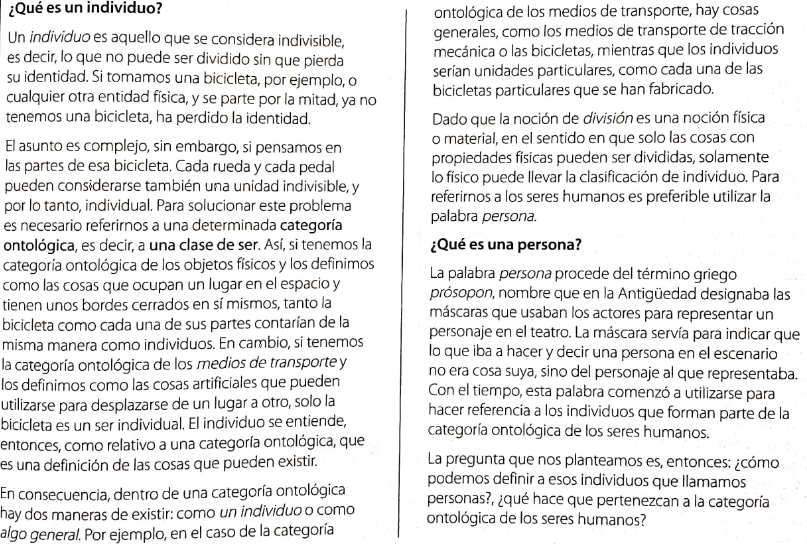 ¿Qué es un individuo?
Un individuo es aquello que se considera indivisible,
es decir, lo que no puede ser dividido sin que pierda
su identidad. Si tomamos una bicicleta, por ejemplo, o
cualquier otra entidad física, y se parte por la mitad, ya no
tenemos una bicicleta, ha perdido la identidad.
El asunto es complejo, sin embargo, si pensamos en
las partes de esa bicicleta. Cada rueda y cada pedal
pueden considerarse también una unidad indivisible, y
por lo tanto, individual. Para solucionar este problema
es necesario referirnos a una determinada categoría
ontológica, es decir, a una clase de ser. Así, si tenemos la
categoría ontológica de los objetos físicos y los definimos
como las cosas que ocupan un lugar en el espacio y
tienen unos bordes cerrados en sí mismos, tanto la
bicicleta como cada una de sus partes contarían de la
misma manera como individuos. En cambio, si tenemos
la categoría ontológica de los medios de transporte y
los definimos como las cosas artificiales que pueden
utilizarse para desplazarse de un lugar a otro, solo la
bicicleta es un ser individual. El individuo se entiende,
entonces, como relativo a una categoría ontológica, que
es una definición de las cosas que pueden existir.
En consecuencia, dentro de una categoría ontológica
hay dos maneras de existir: como un individuo o como
algo general. Por ejemplo, en el caso de la categoría
ontológica de los medios de transporte, hay cosas
generales, como los medios de transporte de tracción
mecánica o las bicicletas, mientras que los individuos
serían unidades particulares, como cada una de las
bicicletas particulares que se han fabricado.
Dado que la noción de división es una noción física
o material, en el sentido en que solo las cosas con
propiedades físicas pueden ser divididas, solamente
lo físico puede llevar la clasificación de individuo. Para
referirnos a los seres humanos es preferible utilizar la
palabra persona.
¿Qué es una persona?
La palabra persona procede del término griego
prósopon, nombre que en la Antigüedad designaba las
máscaras que usaban los actores para representar un
personaje en el teatro. La máscara servía para indicar que
lo que iba a hacer y decir una persona en el escenario
no era cosa suya, sino del personaje al que representaba.
Con el tiempo, esta palabra comenzó a utilizarse para
hacer referencia a los individuos que forman parte de la
categoría ontológica de los seres humanos.
La pregunta que nos planteamos es, entonces: ¿cómo
podemos definir a esos individuos que llamamos
personas?, ¿qué hace que pertenezcan a la categoría
ontológica de los seres humanos?